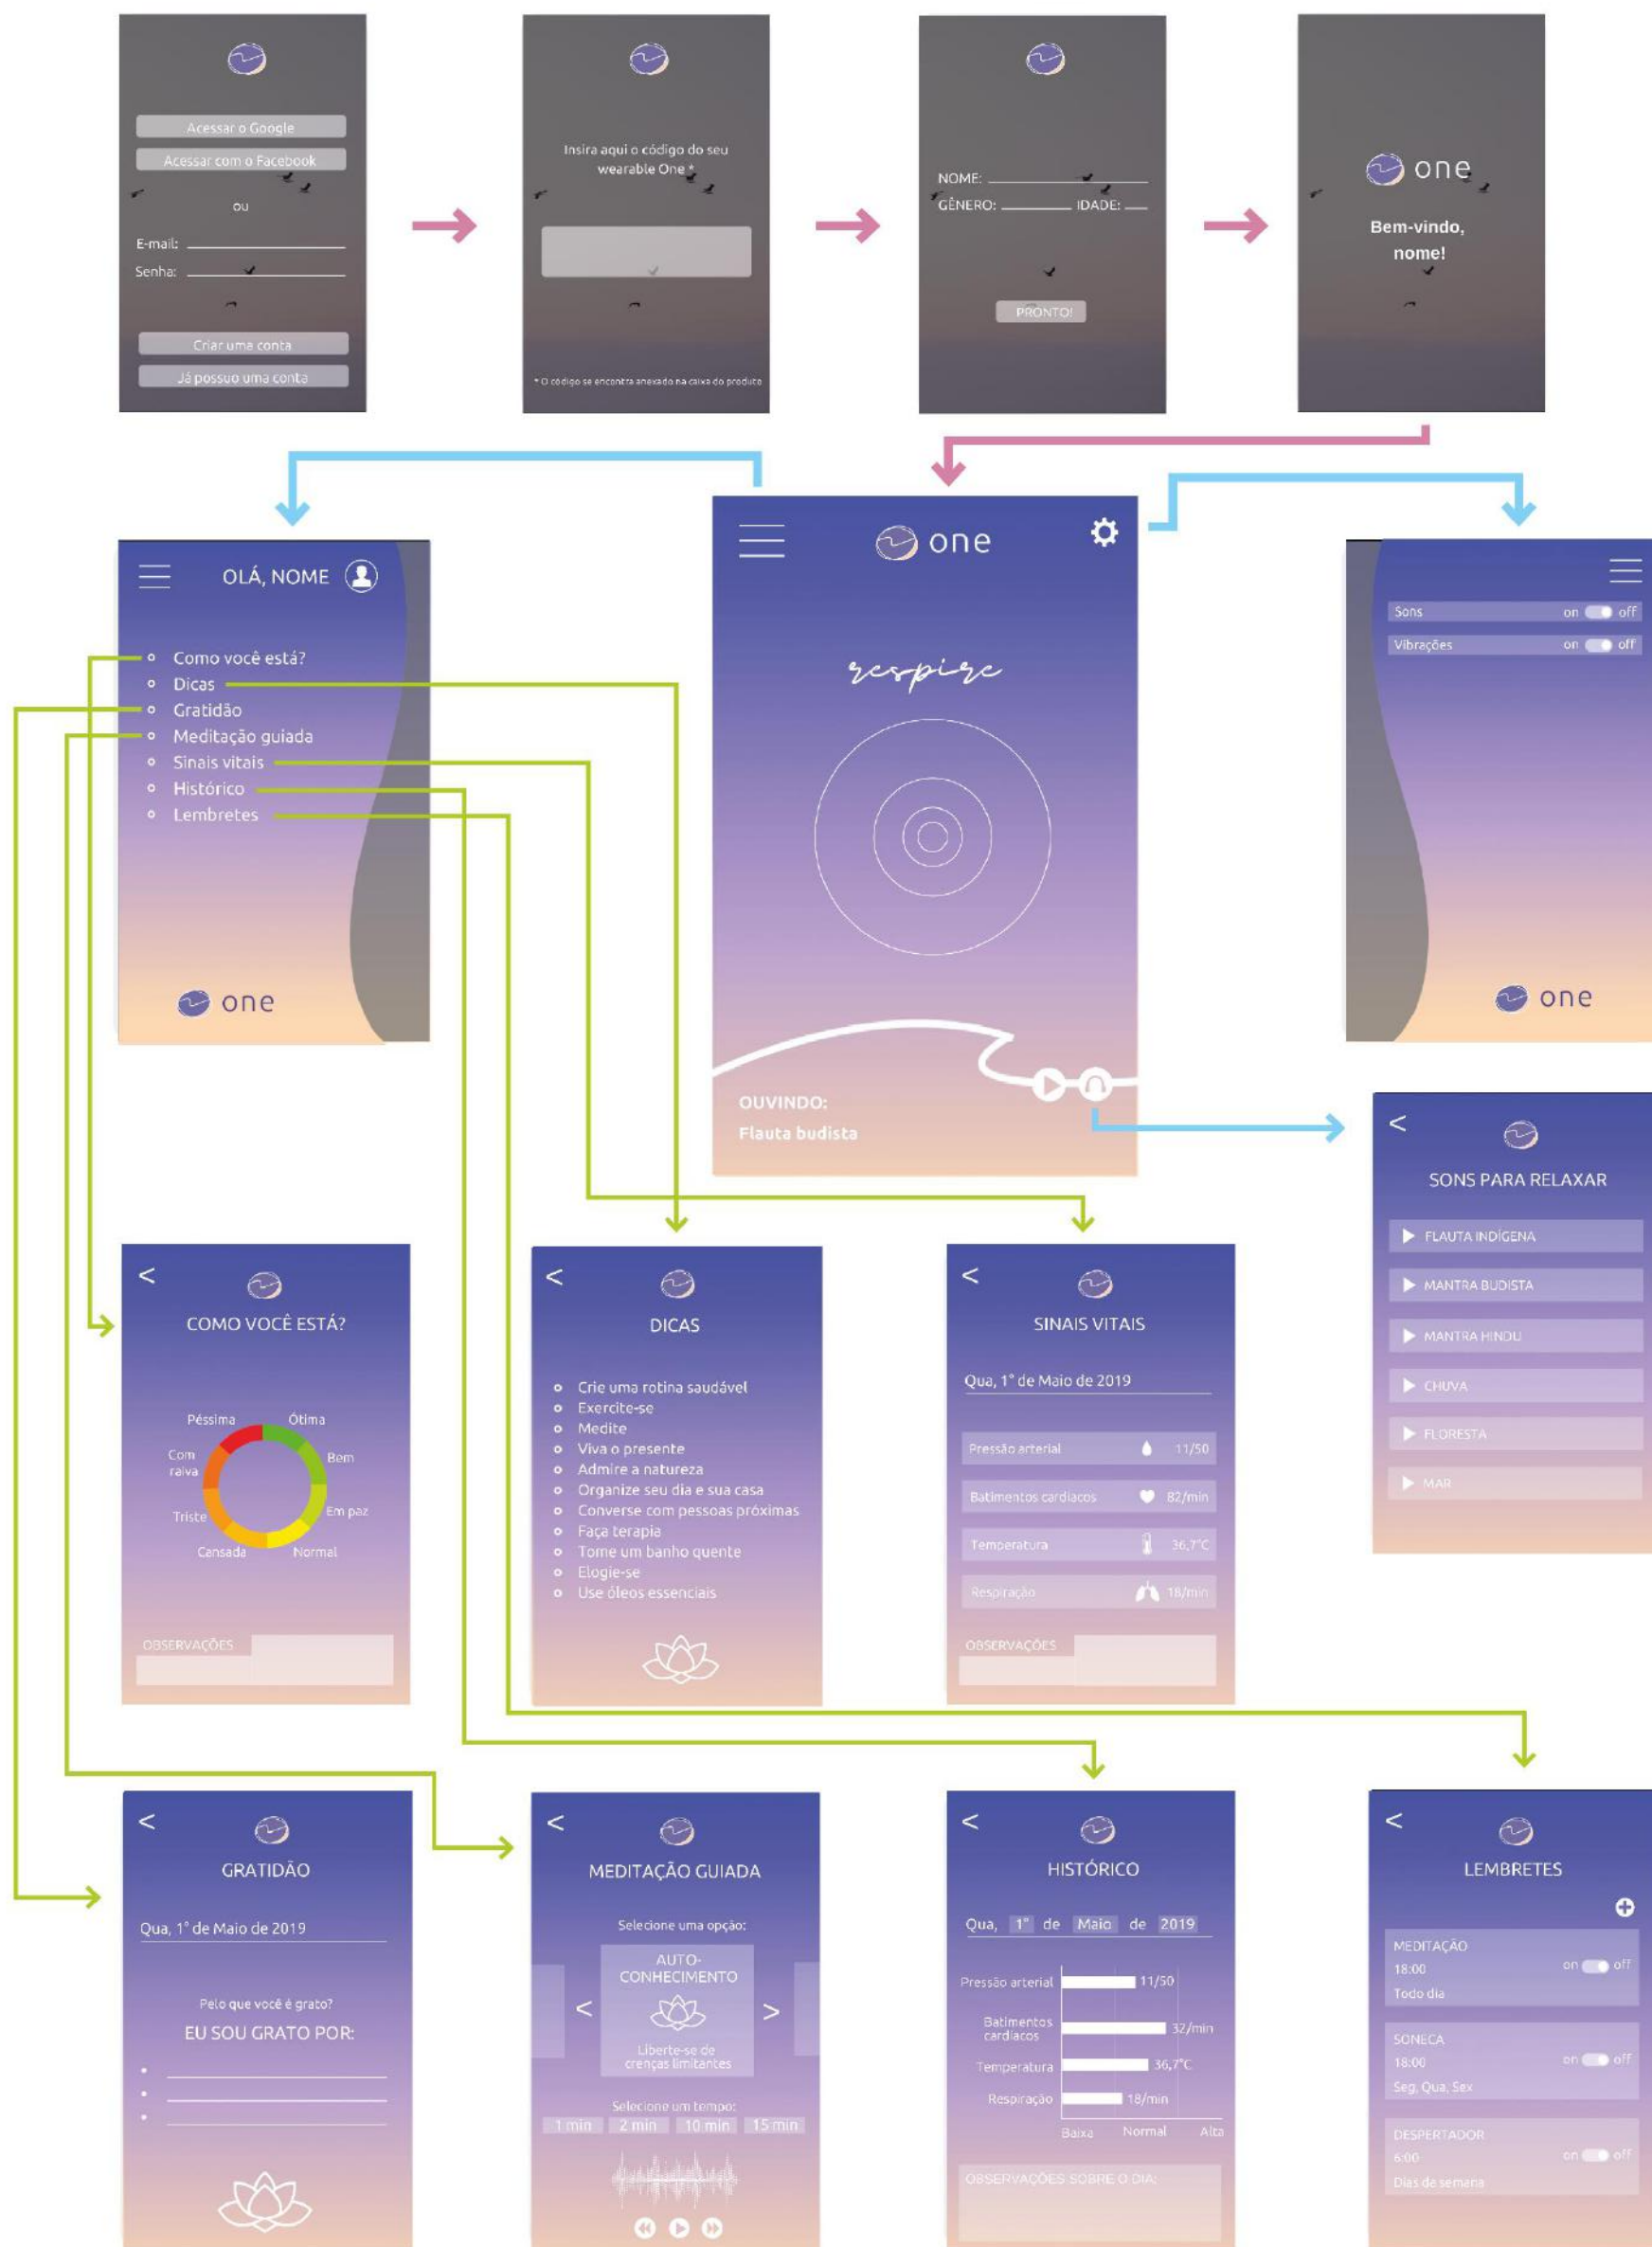 Acessar o Google
Acessar com o Facebook
ou
E-mail:
Senha:
Criar uma conta
Já possuo uma conta
Insira aqui o código do seu
wearable One *
* O código se encontra anexado na caixa do produto
NOME:
GÊNERO: IDADE:
PRONTO!
one
Bem-vindo,
nome!
OLÁ, NOME
Como você está?
Dicas
Gratidão
Meditação guiada
Sinais vitais
Histórico
Lembretes
one
one
respire
OUVINDO:
Flauta budista
Sons on off
Vibrações on off
one
<
SONS PARA RELAXAR
FLAUTA INDÍGENA
MANTRA BUDISTA
MANTRA HINDU
CHUVA
FLORESTA
MAR
<
COMO VOCÊ ESTÁ?
Péssima Ótima
Com
raiva
Bem
Triste
Em paz
Cansada Normal
OBSERVAÇÕES
<
DICAS
Crie uma rotina saudável
Exercite-se
Medite
Viva o presente
Admire a natureza
Organize seu dia e sua casa
Converse com pessoas próximas
Faça terapia
Tome um banho quente
Elogie-se
Use óleos essenciais
<
SINAIS VITAIS
Qua, 1° de Maio de 2019
Pressão arterial 11/50
Batimentos cardíacos 82/min
Temperatura 36,7°C
Respiração 18/min
OBSERVAÇÕES
<
GRATIDÃO
Qua, 1° de Maio de 2019
Pelo que você é grato?
EU SOU GRATO POR:
<
MEDITAÇÃO GUIADA
Selecione uma opção:
AUTO-
CONHECIMENTO
< >
Liberte-se de
crenças limitantes
Selecione um tempo:
1 min 2 min 10 min 15 min
<
HISTÓRICO
Qua, 1° de Maio de 2019
Pressão arterial 11/50
Batimentos
cardíacos
32/min
Temperatura 36,7°C
Respiração 18/min
Baixa Normal Alta
OBSERVAÇÕES SOBRE O DIA:
<
LEMBRETES
MEDITAÇÃO
18:00 on off
Todo dia
SONECA
18:00 on off
Seg, Qua, Sex
DESPERTADOR
6:00 on off
Dias de semana